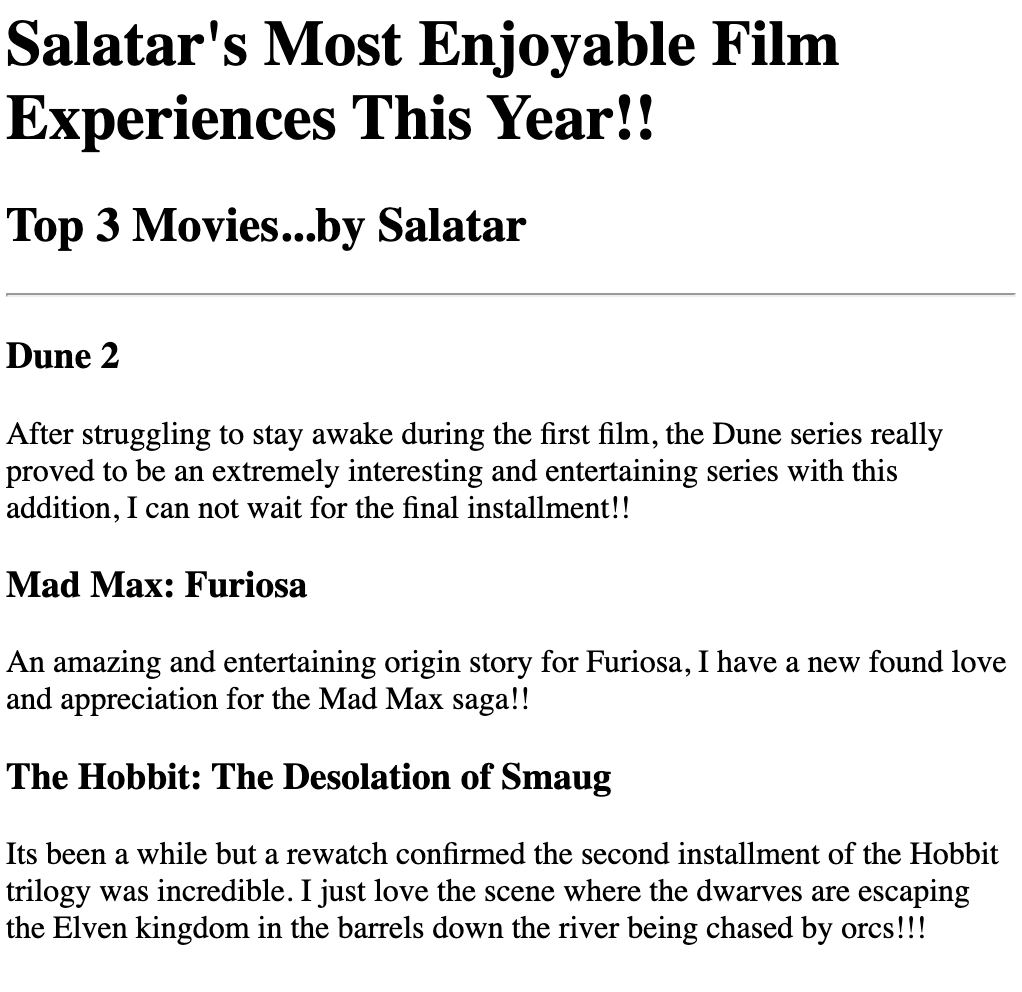 Salatar's Most Enjoyable Film
Experiences This Year!!
Top 3 Movies...by Salatar
Dune 2
After struggling to stay awake during the first film, the Dune series really
proved to be an extremely interesting and entertaining series with this
addition, I can not wait for the final installment!!
Mad Max: Furiosa
An amazing and entertaining origin story for Furiosa, I have a new found love
and appreciation for the Mad Max saga!!
The Hobbit: The Desolation of Smaug
Its been a while but a rewatch confirmed the second installment of the Hobbit
trilogy was incredible. I just love the scene where the dwarves are escaping
the Elven kingdom in the barrels down the river being chased by orcs!!!